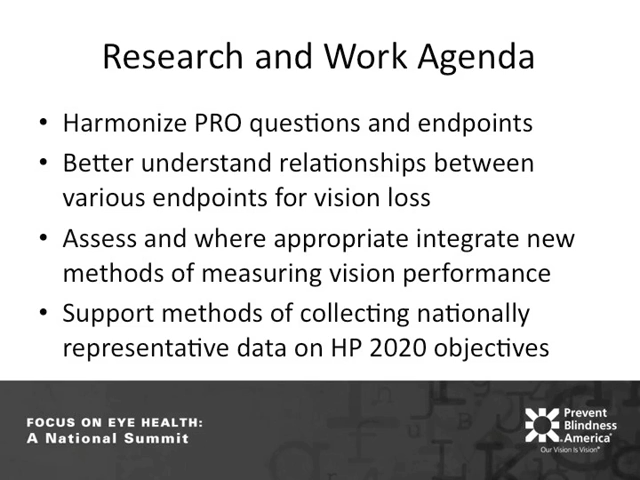 Research and Work Agenda
• Harmonize PRO questions and endpoints
• Better understand relationships between
various endpoints for vision loss
• Assess and where appropriate integrate new
methods of measuring vision performance
• Support methods of collecting nationally
representative data on HP 2020 objectives
FOCUS ON EYE HEALTH:
A National Summit
Prevent
Blindness
America®
Our Vision Is Vision®